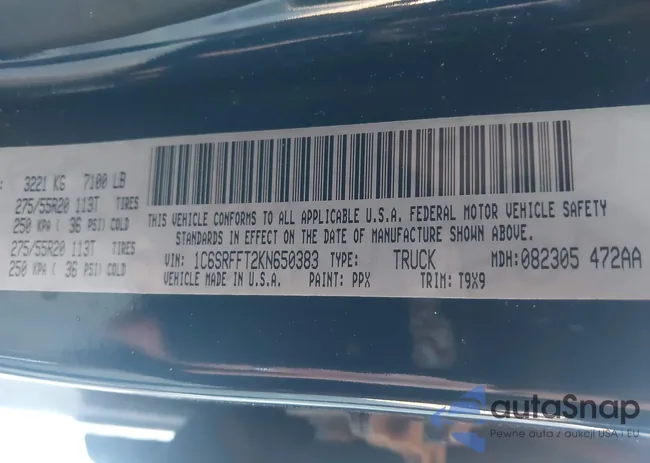 : 3221 KG 7100 LB
275/55R20 113T TIRES
250 KPA ( 36 PSI) COLD
275/55R20 113T TIRES
250 KPA ( 36 PSI) COLD
THIS VEHICLE CONFORMS TO ALL APPLICABLE U.S.A. FEDERAL MOTOR VEHICLE SAFETY
STANDARDS IN EFFECT ON THE DATE OF MANUFACTURE SHOWN ABOVE.
VIN: 1C6SRFFT2KN650383 TYPE: TRUCK MDH: 082305 472AA
VEHICLE MADE IN U.S.A. PAINT: PPX TRIM: T9X9
autaSnap
Pewne auta z aukcji USA i EU